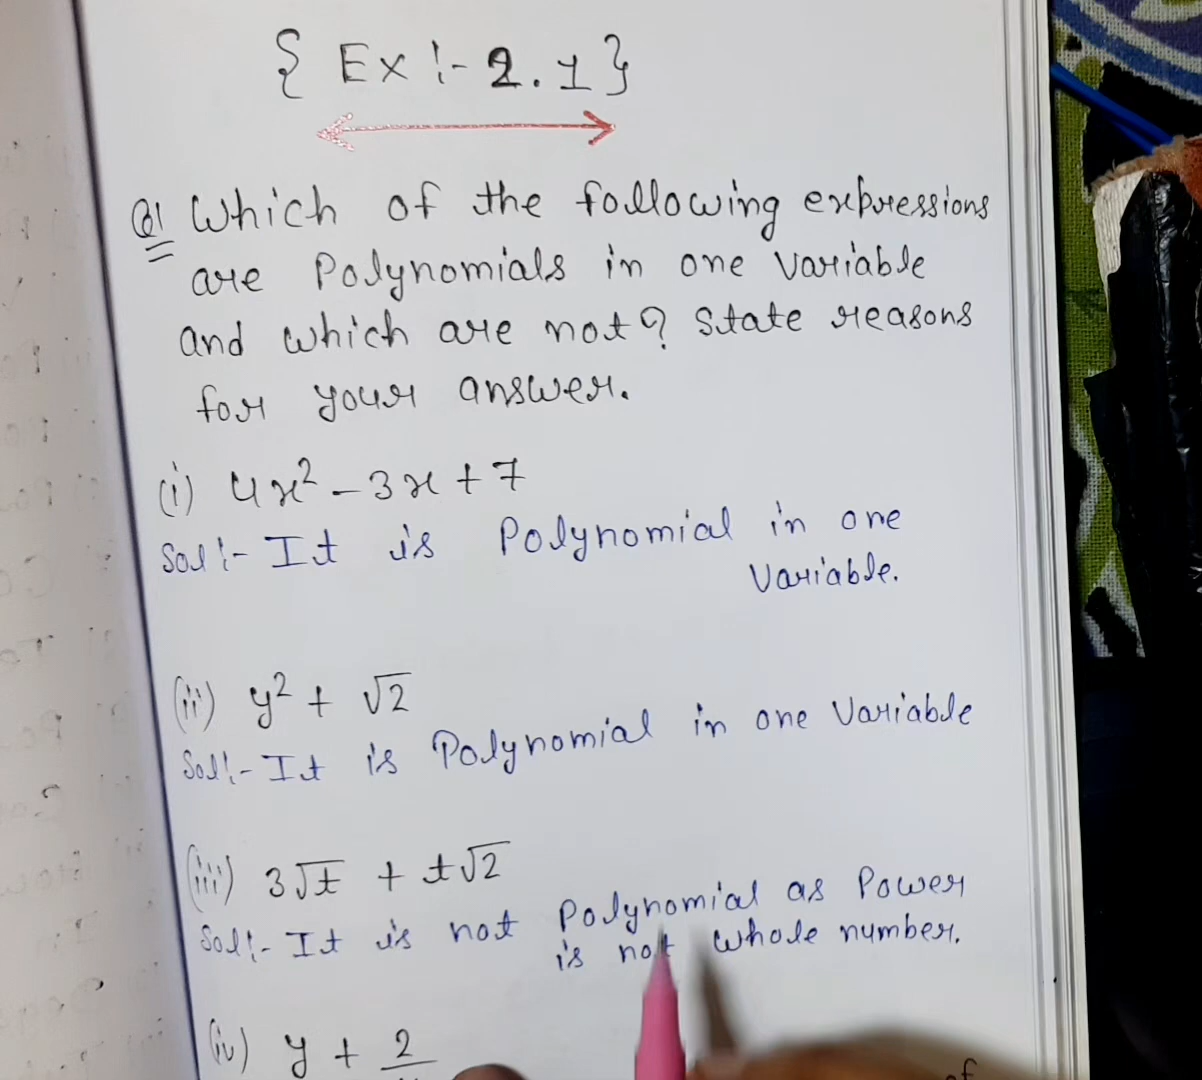 { Ex :- 2.1}
Q1 Which of the following expressions
are Polynomials in one variable
and which are not? State reasons
for your answer.
(i) 4x² - 3x + 7
Sol:- It is Polynomial in one
variable.
(ii) y² + √2
Sol:- It is Polynomial in one variable
(iii) 3√t + t√2
Sol:- It is not Polynomial as Power
is not whole number.
(iv) y + 2
of